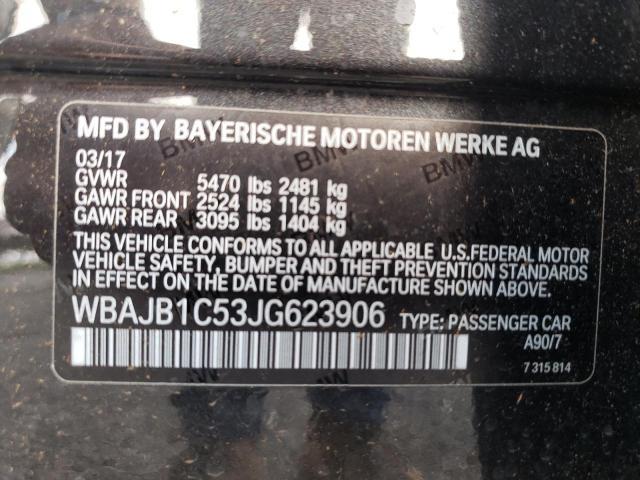 MFD BY BAYERISCHE MOTOREN WERKE AG
03/17
GVWR 5470 lbs 2481 kg
GAWR FRONT 2524 lbs 1145 kg
GAWR REAR 3095 lbs 1404 kg
THIS VEHICLE CONFORMS TO ALL APPLICABLE U.S.FEDERAL MOTOR
VEHICLE SAFETY, BUMPER AND THEFT PREVENTION STANDARDS
IN EFFECT ON THE DATE OF MANUFACTURE SHOWN ABOVE.
WBAJB1C53JG623906 TYPE: PASSENGER CAR
A90/7
7 315 814